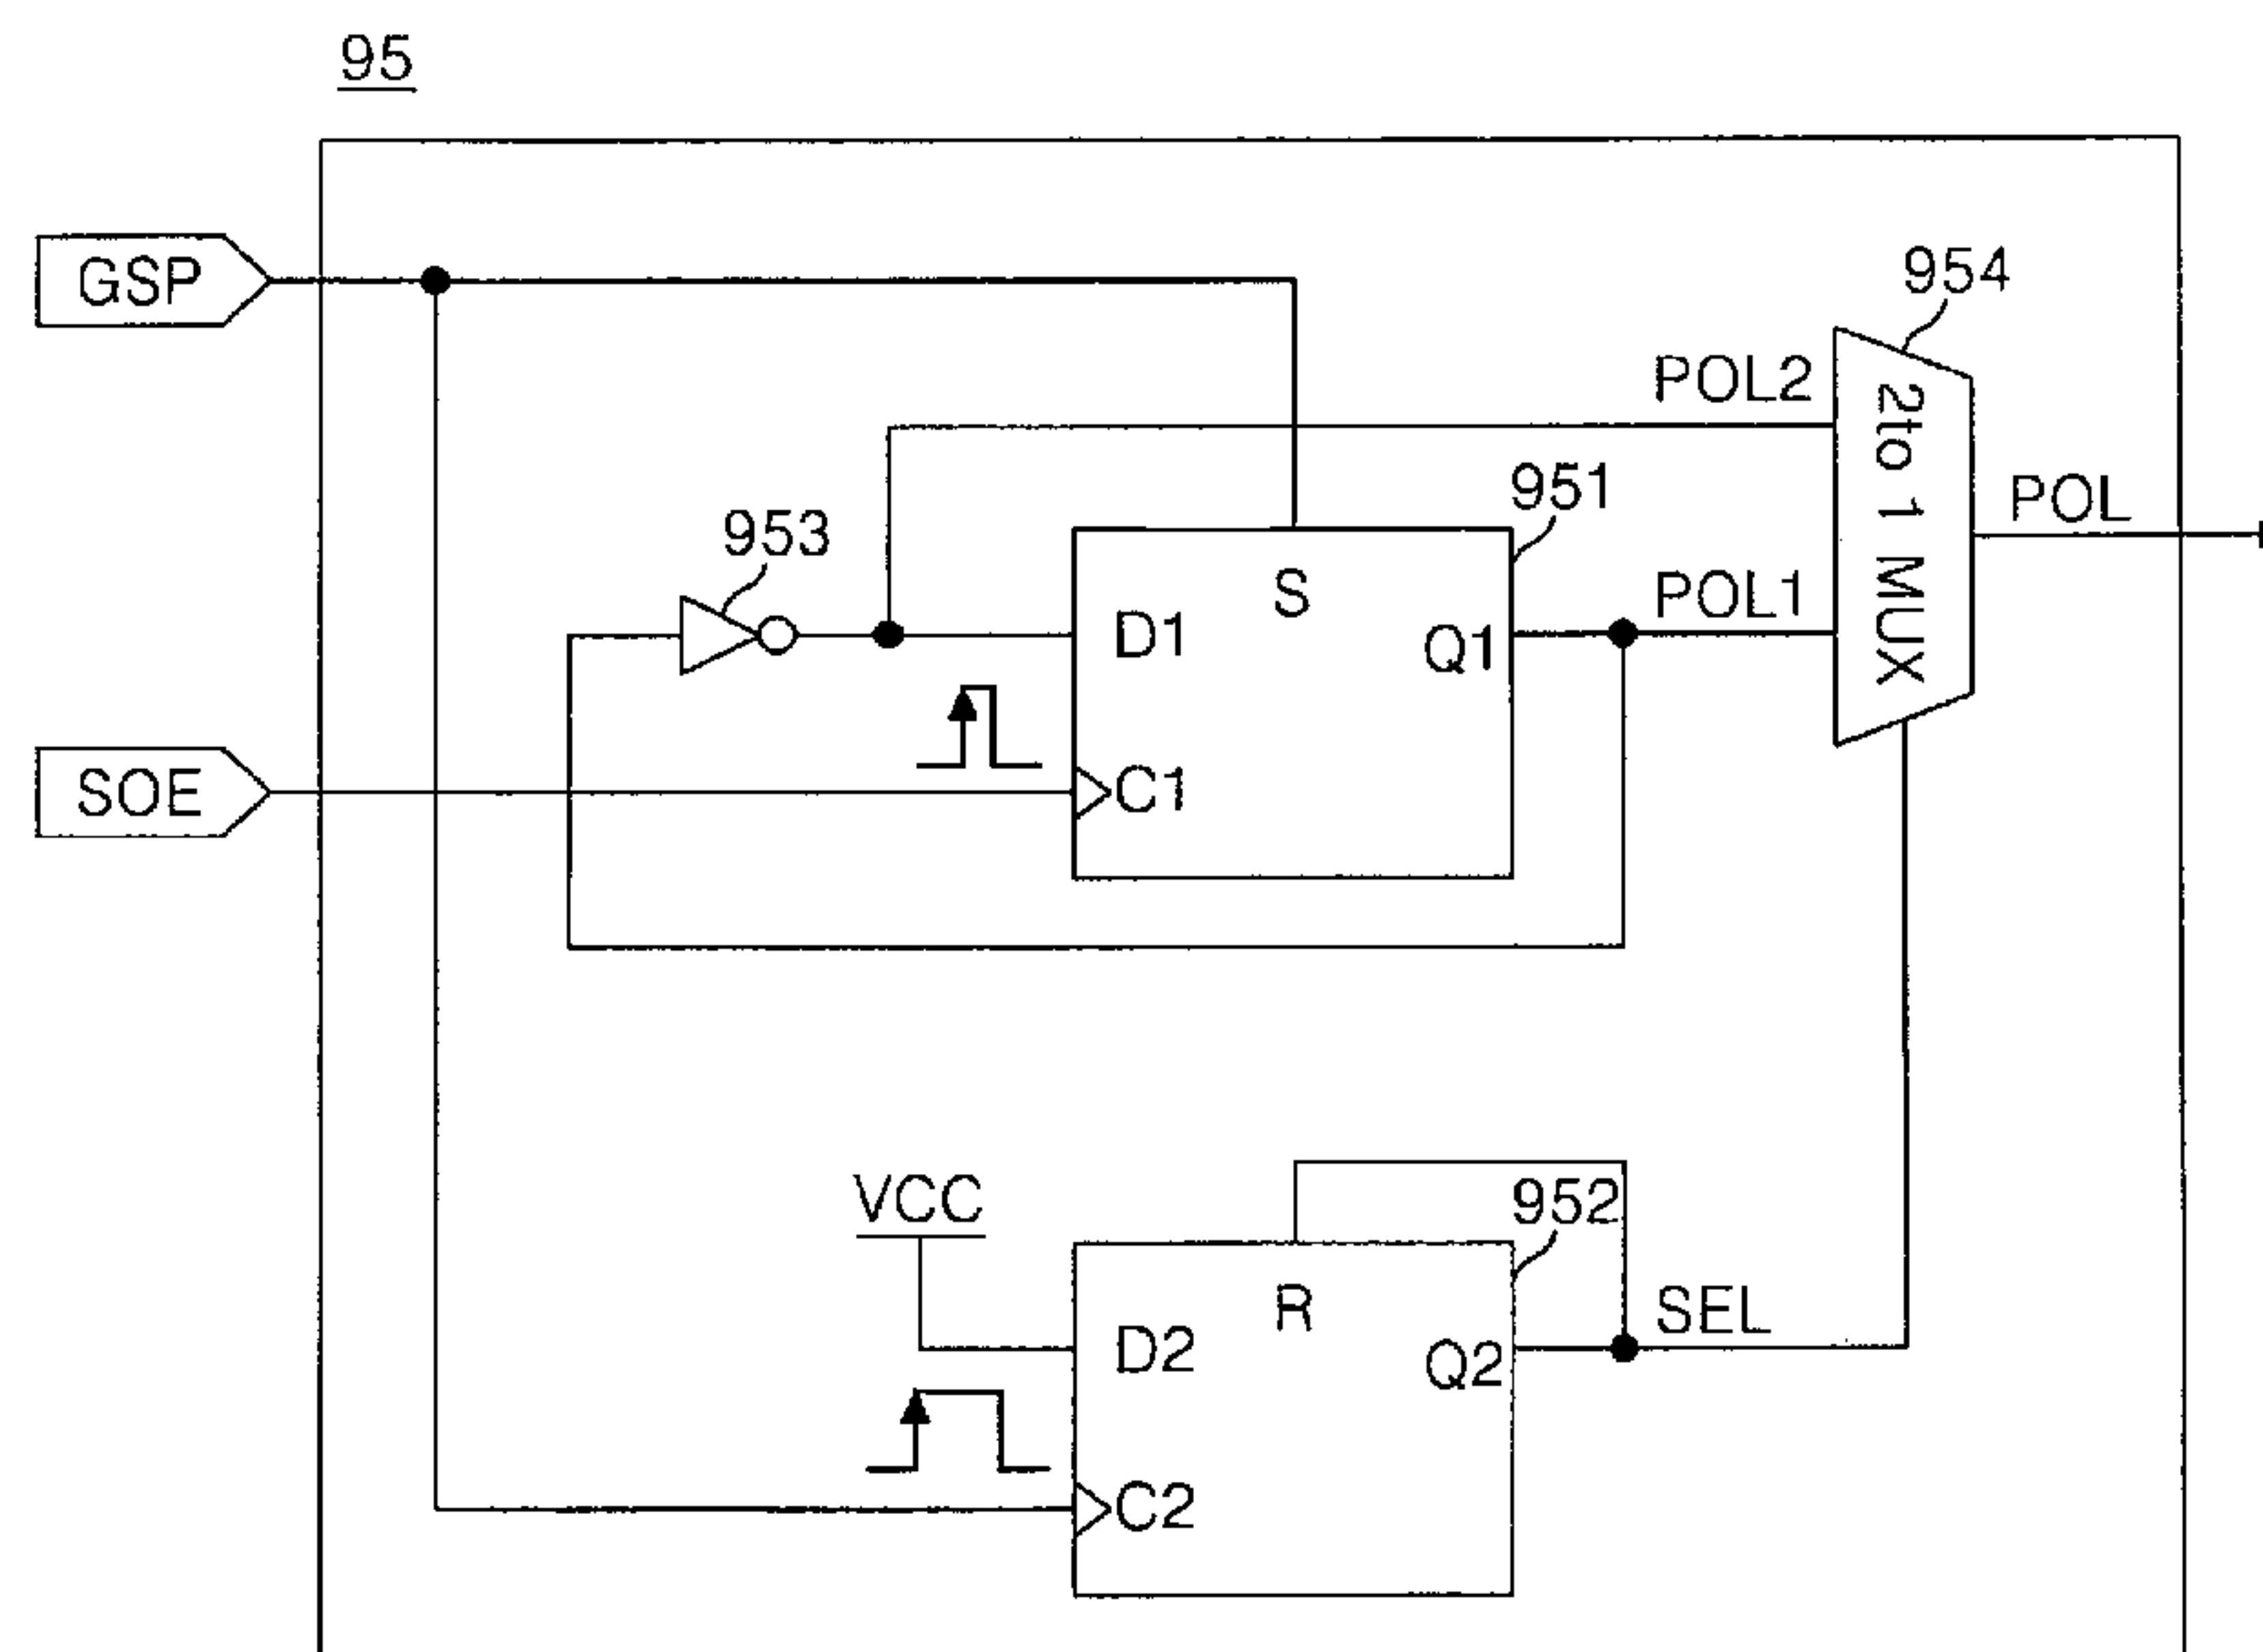 95
GSP
954
POL2
2to 1 MUX
951
POL
953
S
POL1
D1
Q1
SOE
C1
VCC
952
R
SEL
D2
Q2
C2